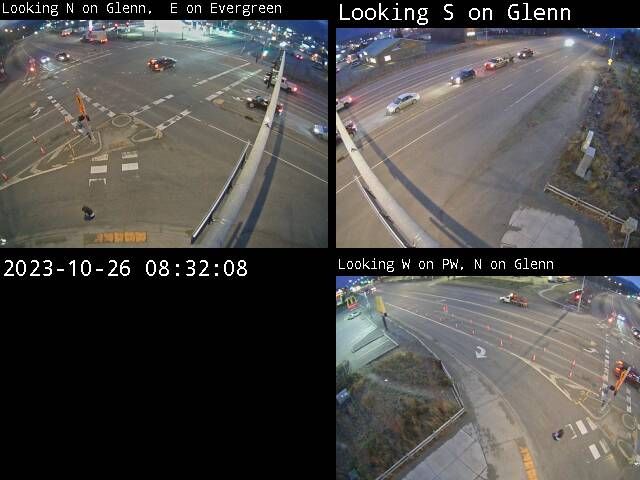 Looking N on Glenn,  E on Evergreen
Looking S on Glenn
2023-10-26 08:32:08
Looking W on PW, N on Glenn